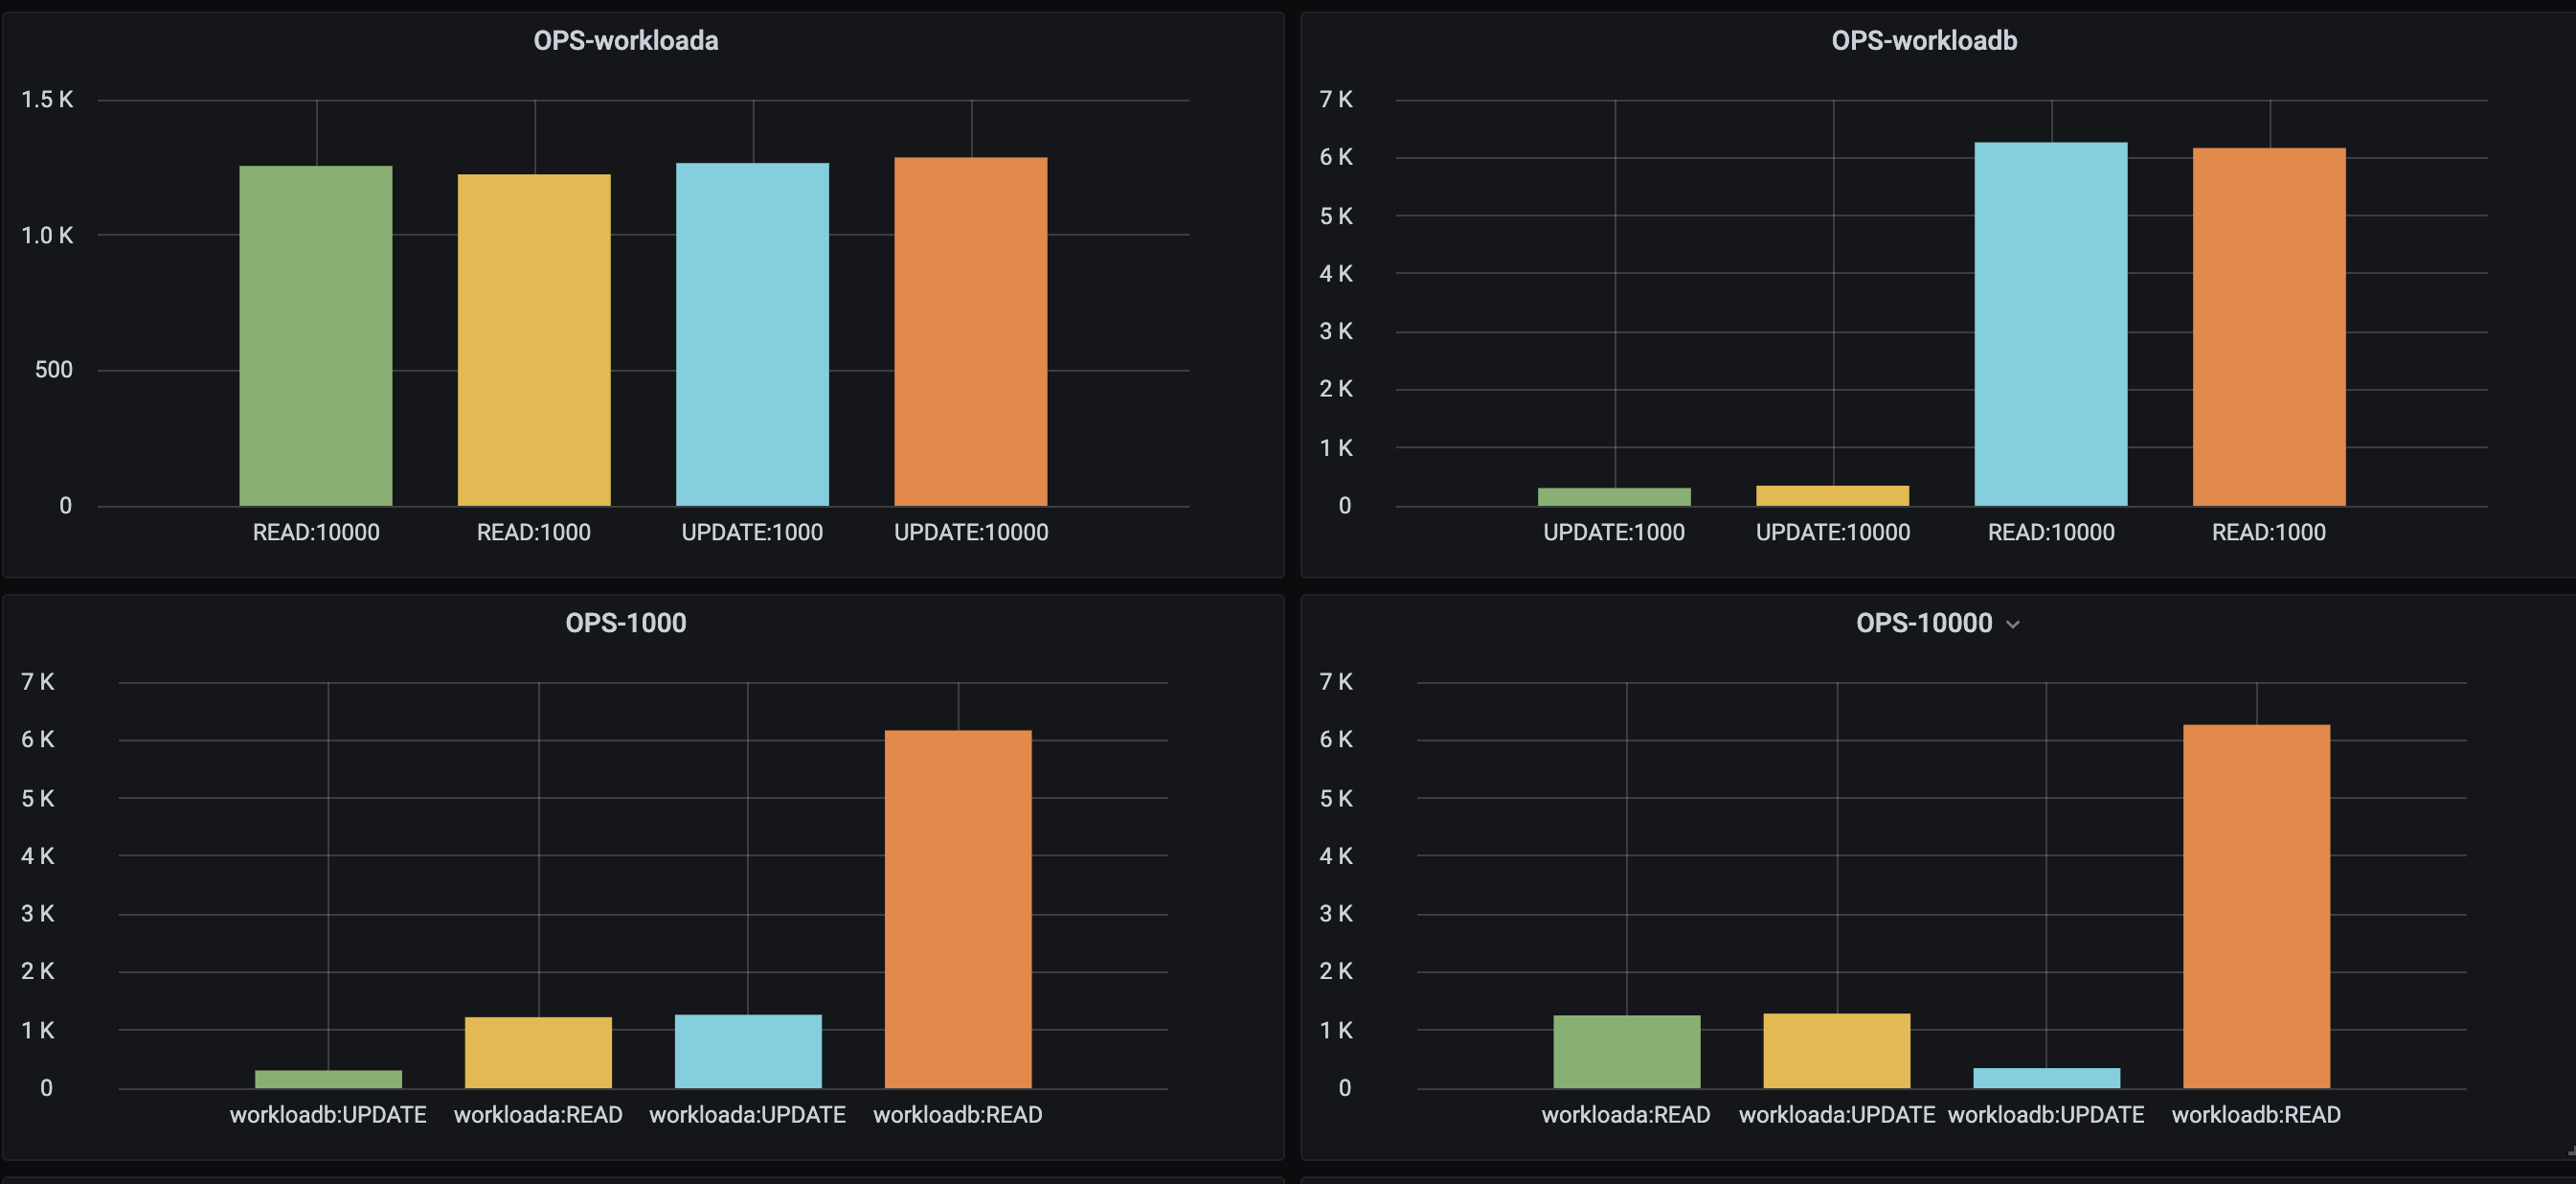 OPS-workloada
1.5 K
1.0 K
500
0
READ:10000 READ:1000 UPDATE:1000 UPDATE:10000
OPS-workloadb
7 K
6 K
5 K
4 K
3 K
2 K
1 K
0
UPDATE:1000 UPDATE:10000 READ:10000 READ:1000
OPS-1000
7 K
6 K
5 K
4 K
3 K
2 K
1 K
0
workloadb:UPDATE workloada:READ workloada:UPDATE workloadb:READ
OPS-10000
7 K
6 K
5 K
4 K
3 K
2 K
1 K
0
workloada:READ workloada:UPDATE workloadb:UPDATE workloadb:READ